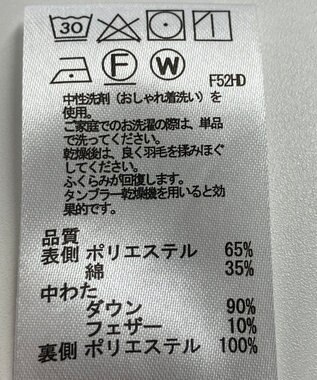 30
F W
F52HD
中性洗剤（おしゃれ着洗い）を
使用。
ご家庭でのお洗濯の際は、単品
で洗ってください。
乾燥後は、良く羽毛を揉みほぐ
してください。
ふくらみが回復します。
タンブラー乾燥機を用いると効
果的です。
品質
表側 ポリエステル 65%
綿 35%
中わた
ダウン 90%
フェザー 10%
裏側 ポリエステル 100%